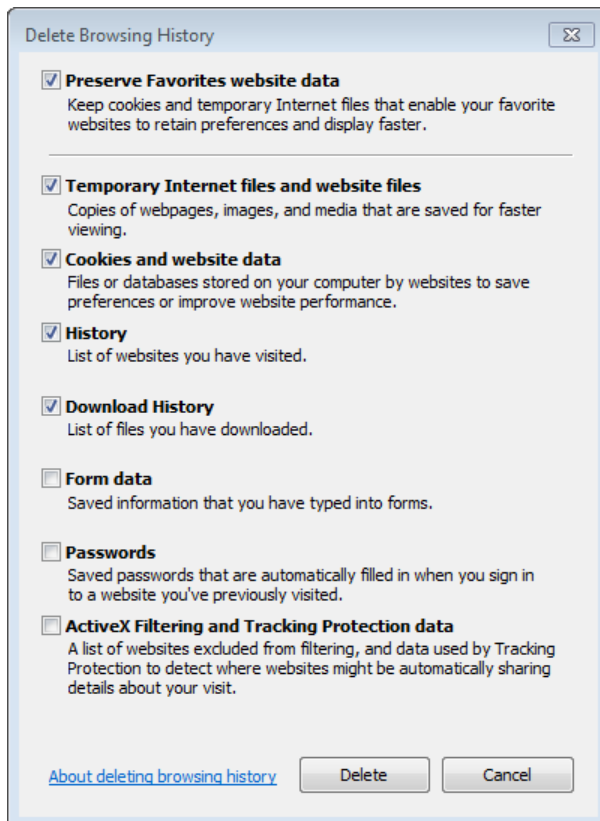 Delete Browsing History
Preserve Favorites website data
Keep cookies and temporary Internet files that enable your favorite
websites to retain preferences and display faster.
Temporary Internet files and website files
Copies of webpages, images, and media that are saved for faster
viewing.
Cookies and website data
Files or databases stored on your computer by websites to save
preferences or improve website performance.
History
List of websites you have visited.
Download History
List of files you have downloaded.
Form data
Saved information that you have typed into forms.
Passwords
Saved passwords that are automatically filled in when you sign in
to a website you've previously visited.
ActiveX Filtering and Tracking Protection data
A list of websites excluded from filtering, and data used by Tracking
Protection to detect where websites might be automatically sharing
details about your visit.
About deleting browsing history Delete Cancel